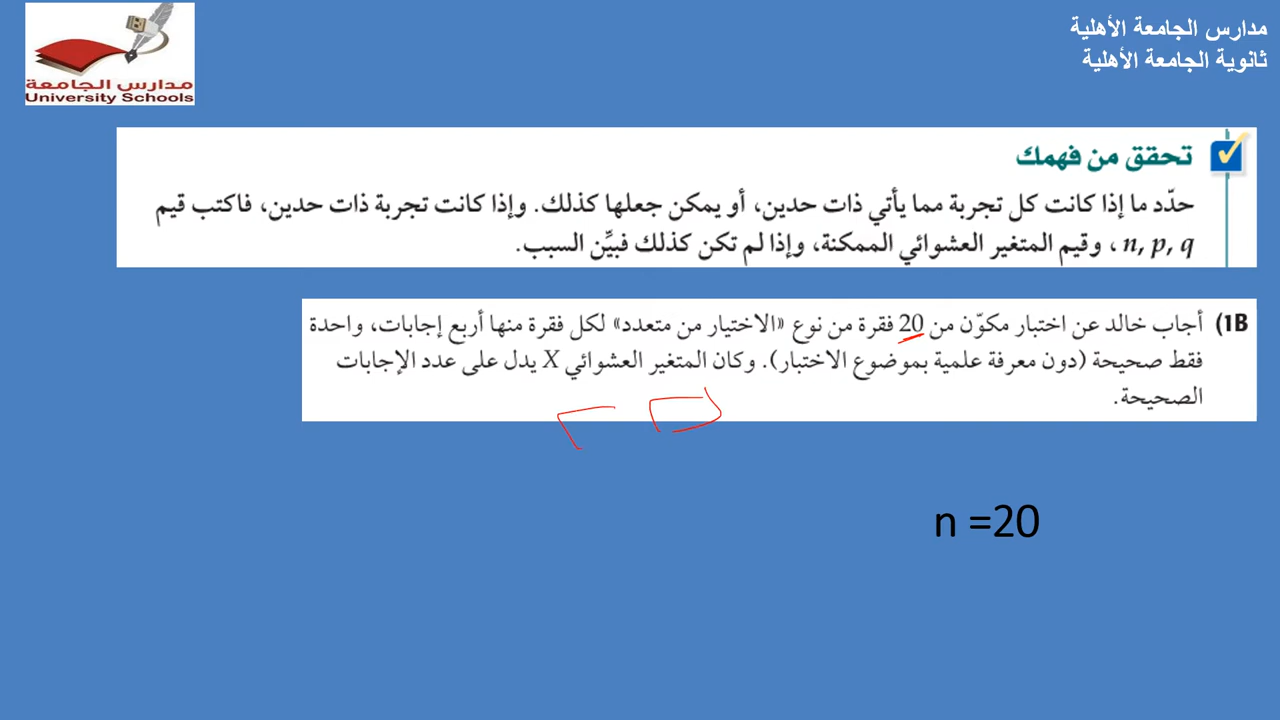 مدارس الجامعة الأهلية
ثانوية الجامعة الأهلية
مدارس الجامعة
University Schools
تحقق من فهمك
حدّد ما إذا كانت كل تجربة مما يأتي ذات حدين، أو يمكن جعلها كذلك. وإذا كانت تجربة ذات حدين، فاكتب قيم
n, p, q ، وقيم المتغير العشوائي الممكنة، وإذا لم تكن كذلك فبيِّن السبب.
1B) أجاب خالد عن اختبار مكوّن من 20 فقرة من نوع «الاختيار من متعدد» لكل فقرة منها أربع إجابات، واحدة
فقط صحيحة (دون معرفة علمية بموضوع الاختبار). وكان المتغير العشوائي X يدل على عدد الإجابات
الصحيحة.
n =20